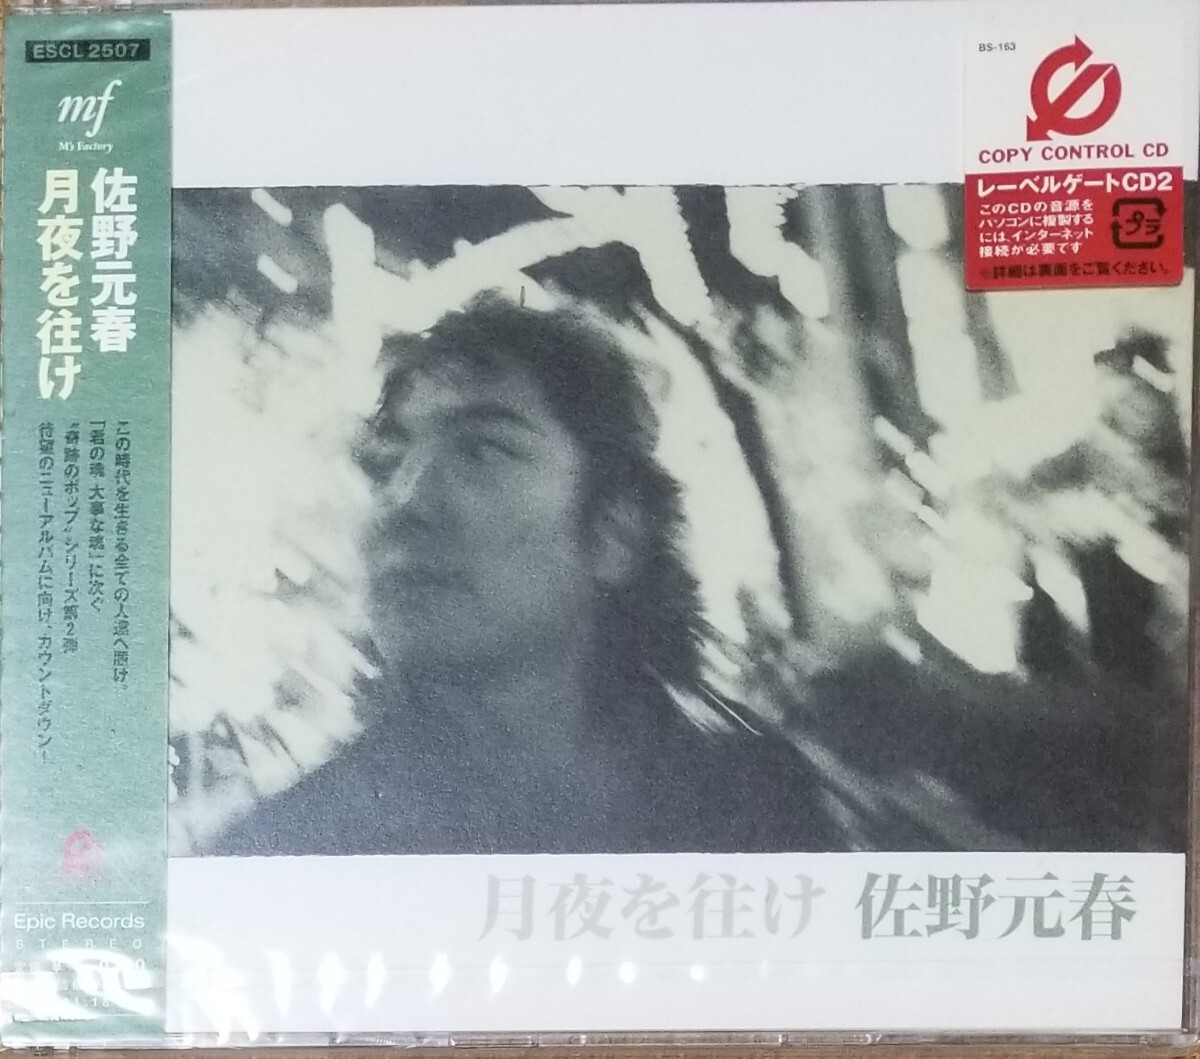 ESCL 2507
mf
M's Factory
佐野元春
月夜を往け
この時代を生きる全ての人達へ届け。
「君の魂 大事な魂」に次ぐ
"奇跡のポップ"シリーズ第2弾
待望のニューアルバムに向け、カウントダウン!
Epic Records
STEREO
BS-163
COPY CONTROL CD
レーベルゲートCD2
このCDの音源を
パソコンに複製する
には、インターネット
接続が必要です
プラ
※詳細は裏面をご覧ください。
月夜を往け 佐野元春